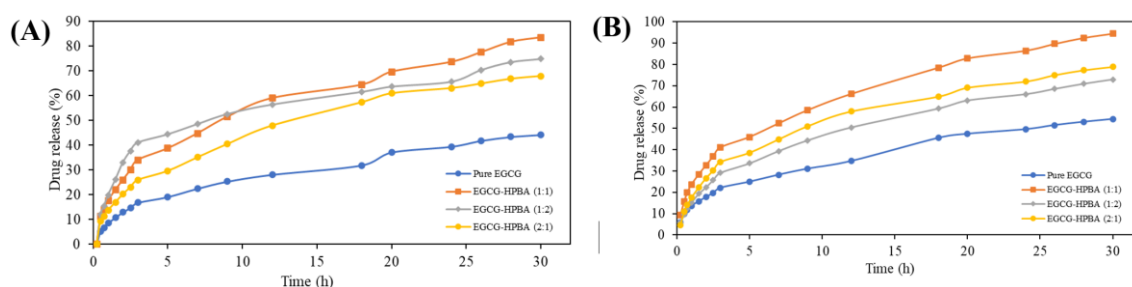 (A)
90
80
70
60
50
40
30
20
10
0
Drug release (%)
0 5 10 15 20 25 30
Time (h)
Pure EGCG
EGCG-HPBA (1:1)
EGCG-HPBA (1:2)
EGCG-HPBA (2:1)
(B)
100
90
80
70
60
50
40
30
20
10
0
Drug release (%)
0 5 10 15 20 25 30
Time (h)
Pure EGCG
EGCG-HPBA (1:1)
EGCG-HPBA (1:2)
EGCG-HPBA (2:1)